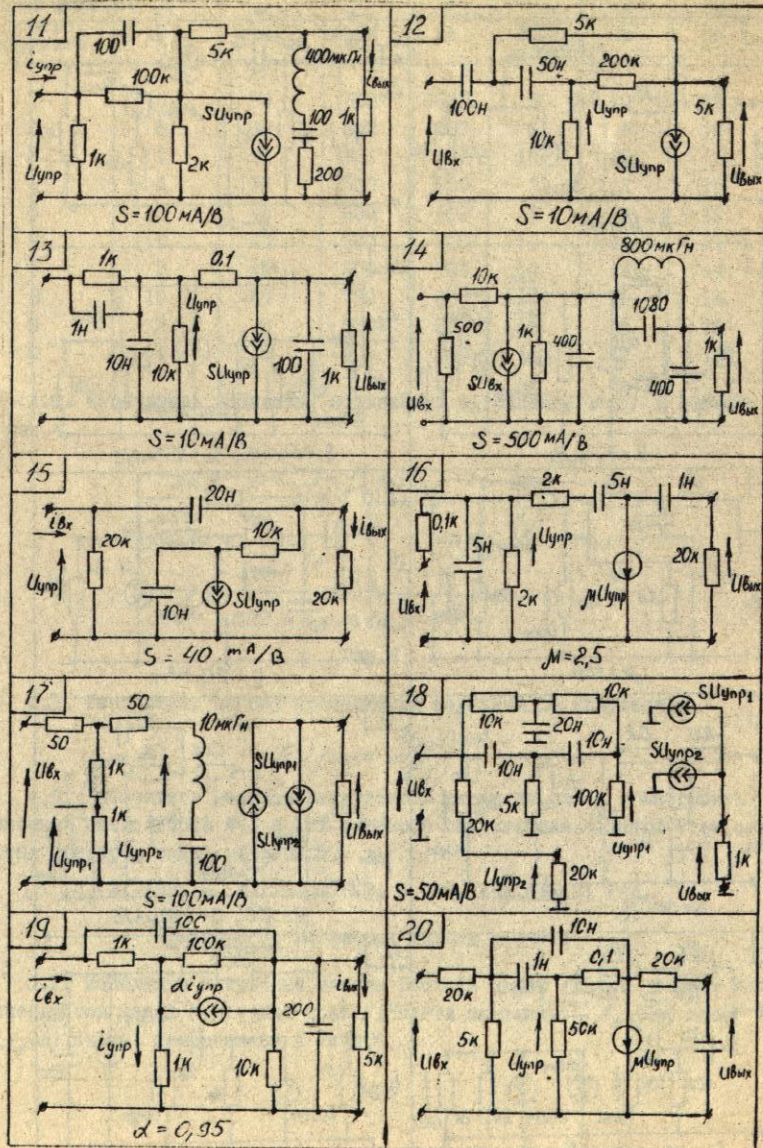 11
100
5к
400мкГн
iупр
iвых
100к
SUупр
100
1к
Uупр
1к
2к
200
S=100мА/В
12
5к
50н
200к
100н
Uупр
5к
10к
Uвх
SUупр
Uвых
S=10мА/В
13
1к
0,1
1н
Uупр
10н
10к
SUупр
100
1к
Uвых
S=10мА/В
14
800мкГн
10к
1080
500
1к
400
1к
SUвх
400
Uвх
Uвых
S=500мА/В
15
20н
iвх
10к
iвых
20к
Uупр
SUупр
10н
20к
S=40 мА/В
16
2к
5н
1н
0,1к
5н
Uупр
20к
2к
Uвх
μUупр
Uвых
μ=2,5
17
50
50
10мкГн
1к
SUупр1
Uвх
1к
Uупр1
Uупр2
SUупр2
Uвых
100
S=100мА/В
18
10к
10к
SUупр1
20н
10н
10н
SUупр2
Uвх
5к
100к
20к
Uупр1
Uупр2
20к
1к
S=50мА/В
Uвых
19
100
1к
100к
iвх
αiупр
200
iвых
iупр
1к
10к
5к
α=0,95
20
10н
1н
0,1
20к
20к
5к
Uупр
50к
Uвх
μUупр
Uвых